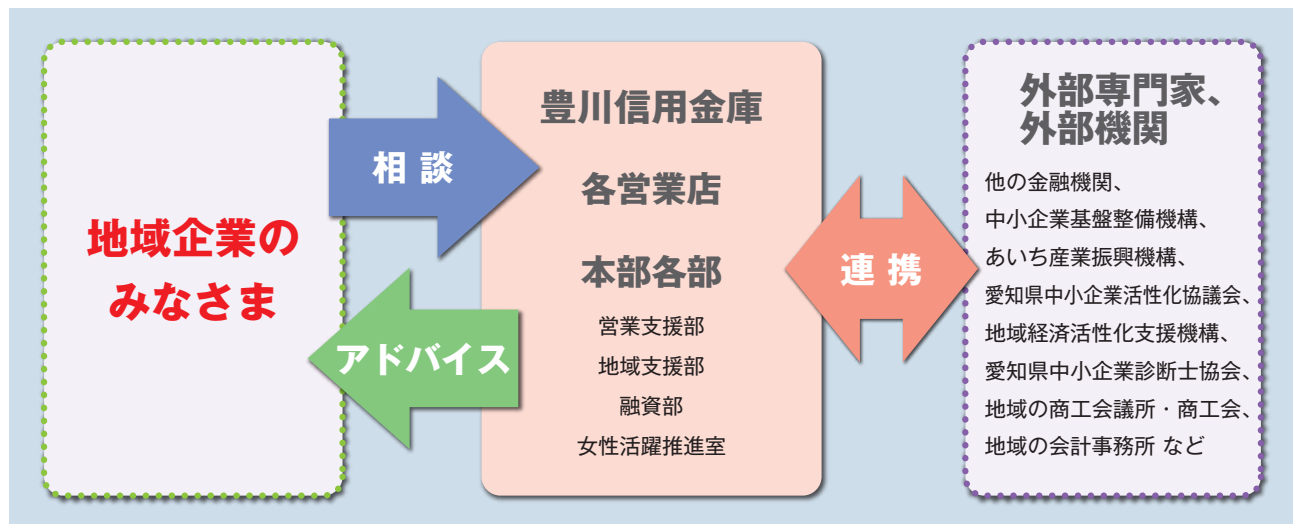 地域企業の
みなさま
相 談
アドバイス
豊川信用金庫
各営業店
本部各部
営業支援部
地域支援部
融資部
女性活躍推進室
連 携
外部専門家、
外部機関
他の金融機関、
中小企業基盤整備機構、
あいち産業振興機構、
愛知県中小企業活性化協議会、
地域経済活性化支援機構、
愛知県中小企業診断士協会、
地域の商工会議所・商工会、
地域の会計事務所 など